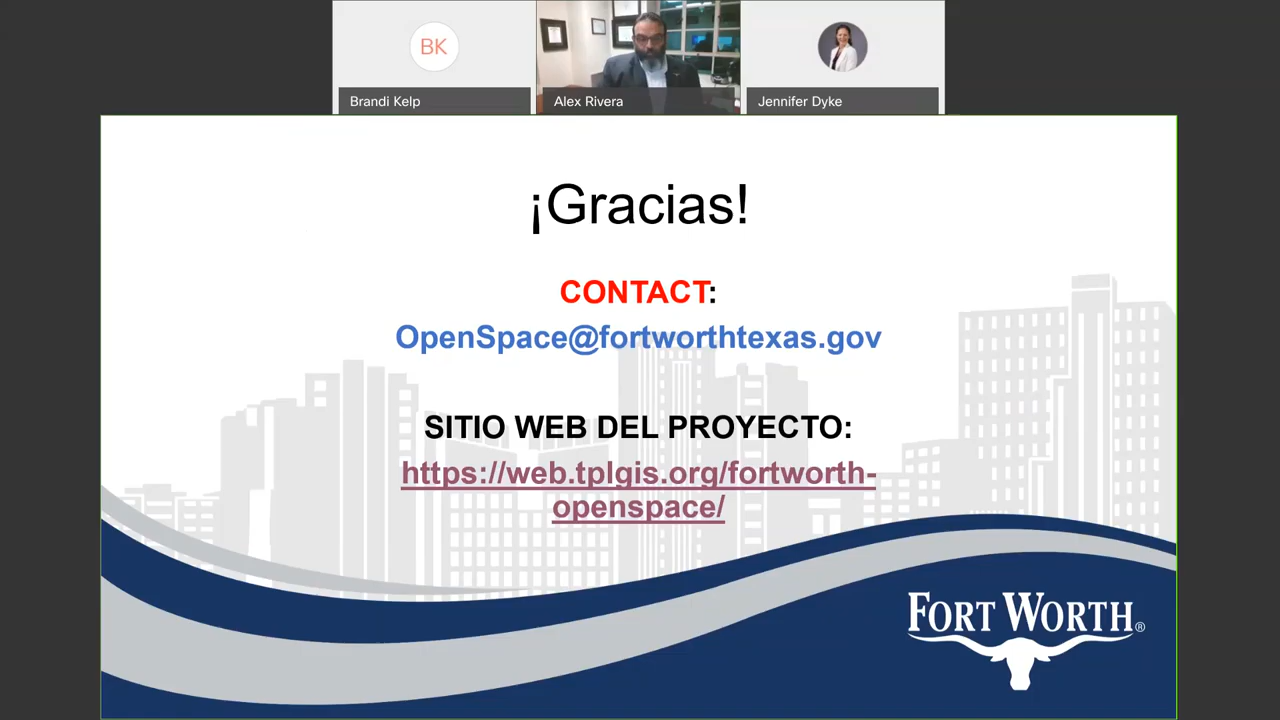 BK
Brandi Kelp
Alex Rivera
Jennifer Dyke
¡Gracias!
CONTACT:
OpenSpace@fortworthtexas.gov
SITIO WEB DEL PROYECTO:
https://web.tplgis.org/fortworth-
openspace/
FORT WORTH®